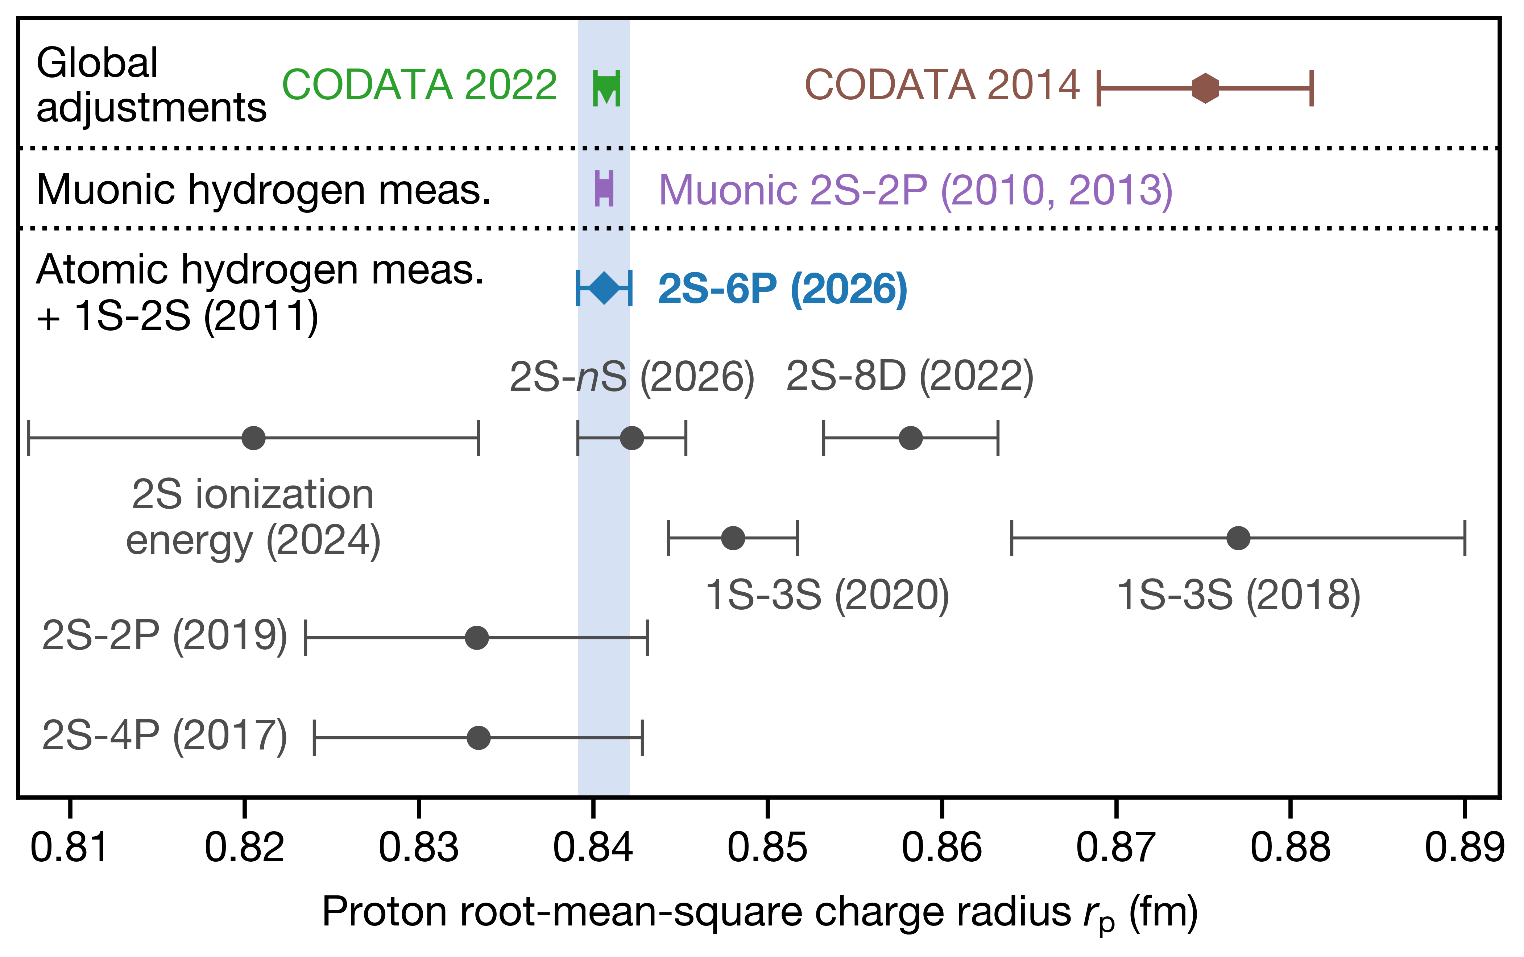 Global
adjustments
CODATA 2022
CODATA 2014
Muonic hydrogen meas.
Muonic 2S-2P (2010, 2013)
Atomic hydrogen meas.
+ 1S-2S (2011)
2S-6P (2026)
2S-nS (2026)
2S-8D (2022)
2S ionization
energy (2024)
1S-3S (2020)
1S-3S (2018)
2S-2P (2019)
2S-4P (2017)
0.81 0.82 0.83 0.84 0.85 0.86 0.87 0.88 0.89
Proton root-mean-square charge radius rp (fm)